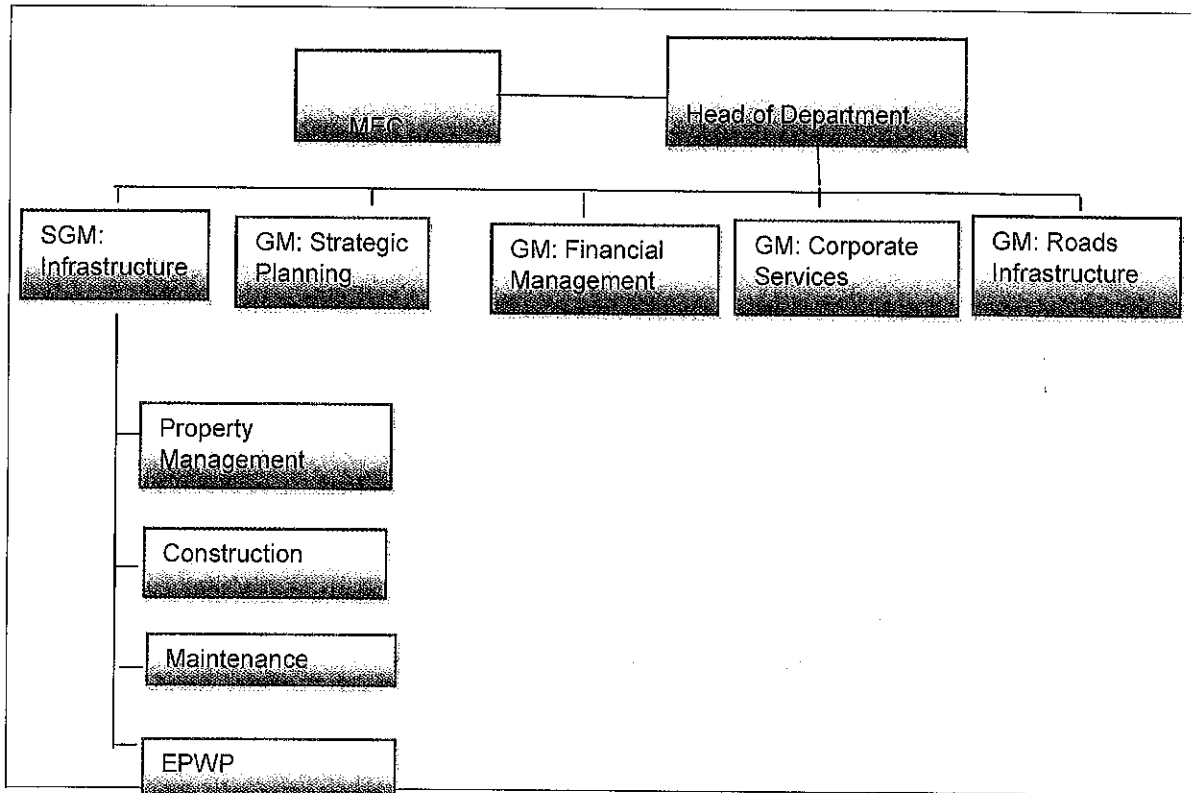 MEC
Head of Department
SGM:
Infrastructure
GM: Strategic
Planning
GM: Financial
Management
GM: Corporate
Services
GM: Roads
Infrastructure
Property
Management
Construction
Maintenance
EPWP